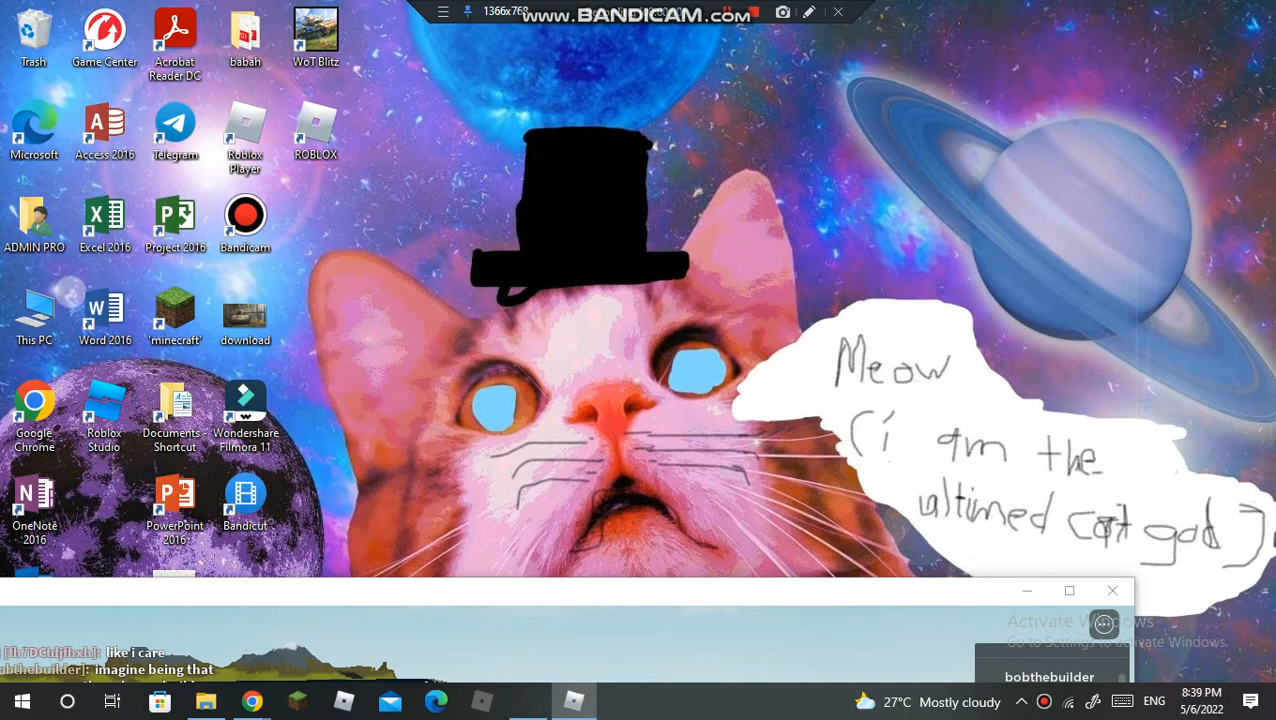 1366x768
www.BANDICAM.com
Trash
Game Center
Acrobat
Reader DC
babah
WoT Blitz
Microsoft
Access 2016
Telegram
Roblox
Player
ROBLOX
ADMIN PRO
Excel 2016
Project 2016
Bandicam
This PC
Word 2016
'minecraft'
download
Google
Chrome
Roblox
Studio
Documents -
Shortcut
Wondershare
Filmora 11
OneNote
2016
PowerPoint
2016
Bandicut
Meow
(i am the
ultimed cat god)
Activate Windows
Go to Settings to activate Windows.
like i care
ubthebuilder]: imagine being that
bobthebuilder
27°C Mostly cloudy
ENG
8:39 PM
5/6/2022